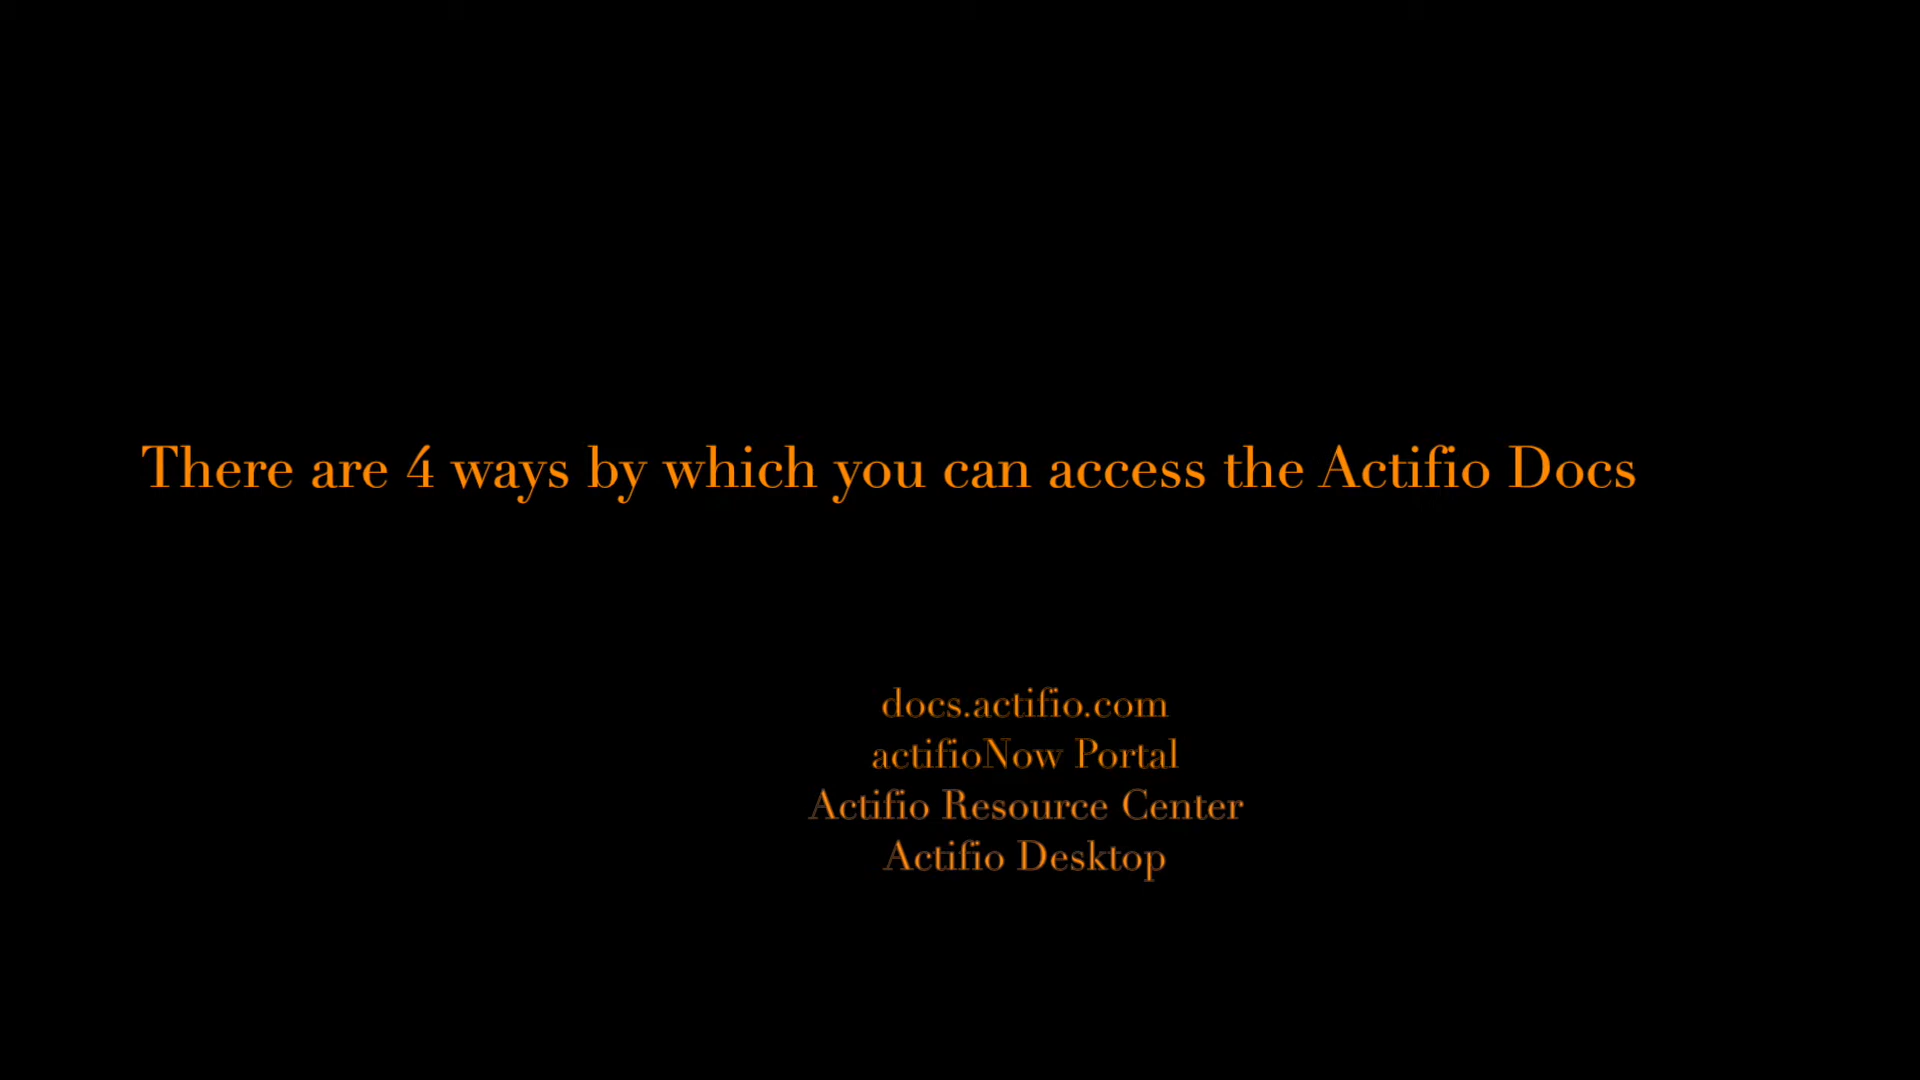 There are 4 ways by which you can access the Actifio Docs
docs.actifio.com
actifioNow Portal
Actifio Resource Center
Actifio Desktop